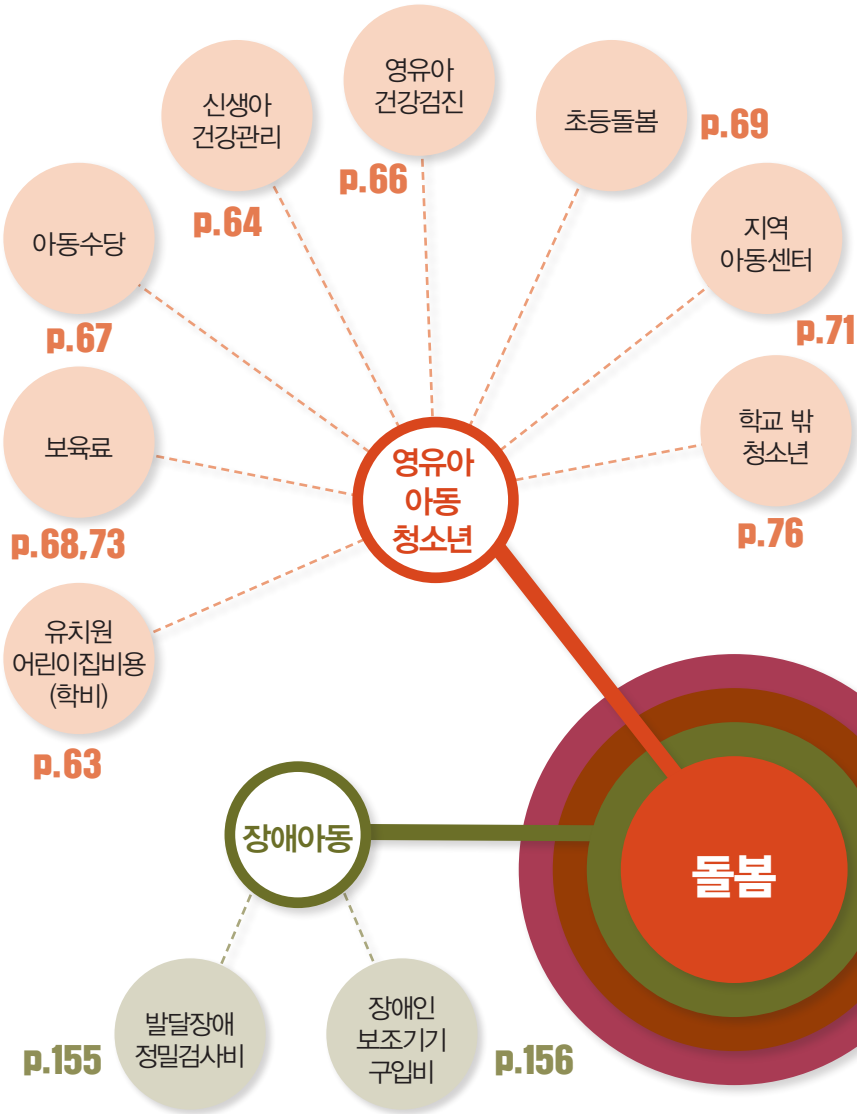 영유아
건강검진
p.66
신생아
건강관리
p.64
초등돌봄
p.69
아동수당
p.67
지역
아동센터
p.71
보육료
p.68,73
학교 밖
청소년
p.76
영유아
아동
청소년
유치원
어린이집비용
(학비)
p.63
장애아동
돌봄
발달장애
정밀검사비
p.155
장애인
보조기기
구입비
p.156